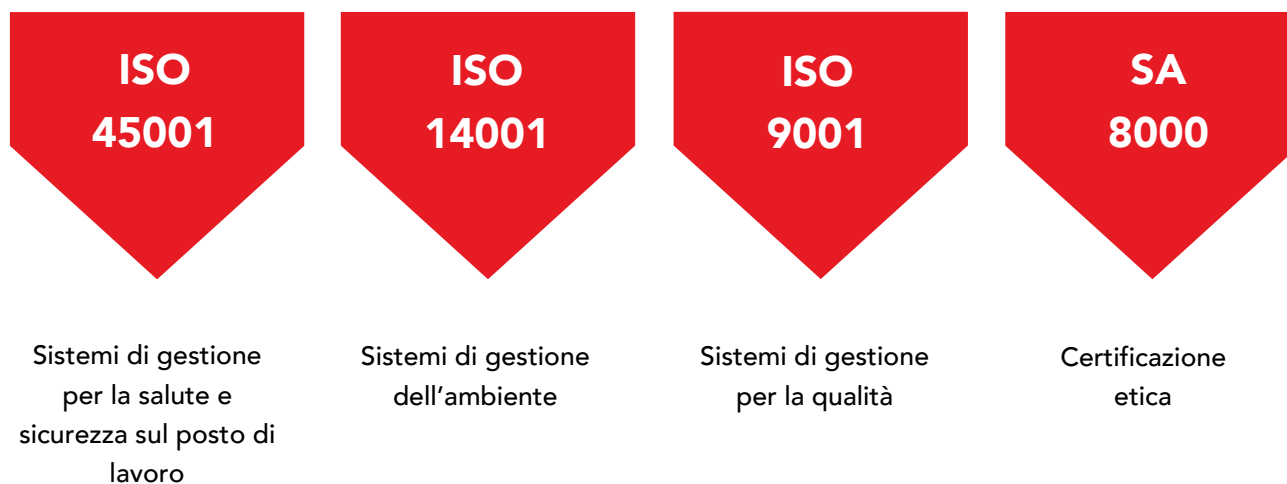 ISO
45001
Sistemi di gestione
per la salute e
sicurezza sul posto di
lavoro
ISO
14001
Sistemi di gestione
dell’ambiente
ISO
9001
Sistemi di gestione
per la qualità
SA
8000
Certificazione
etica